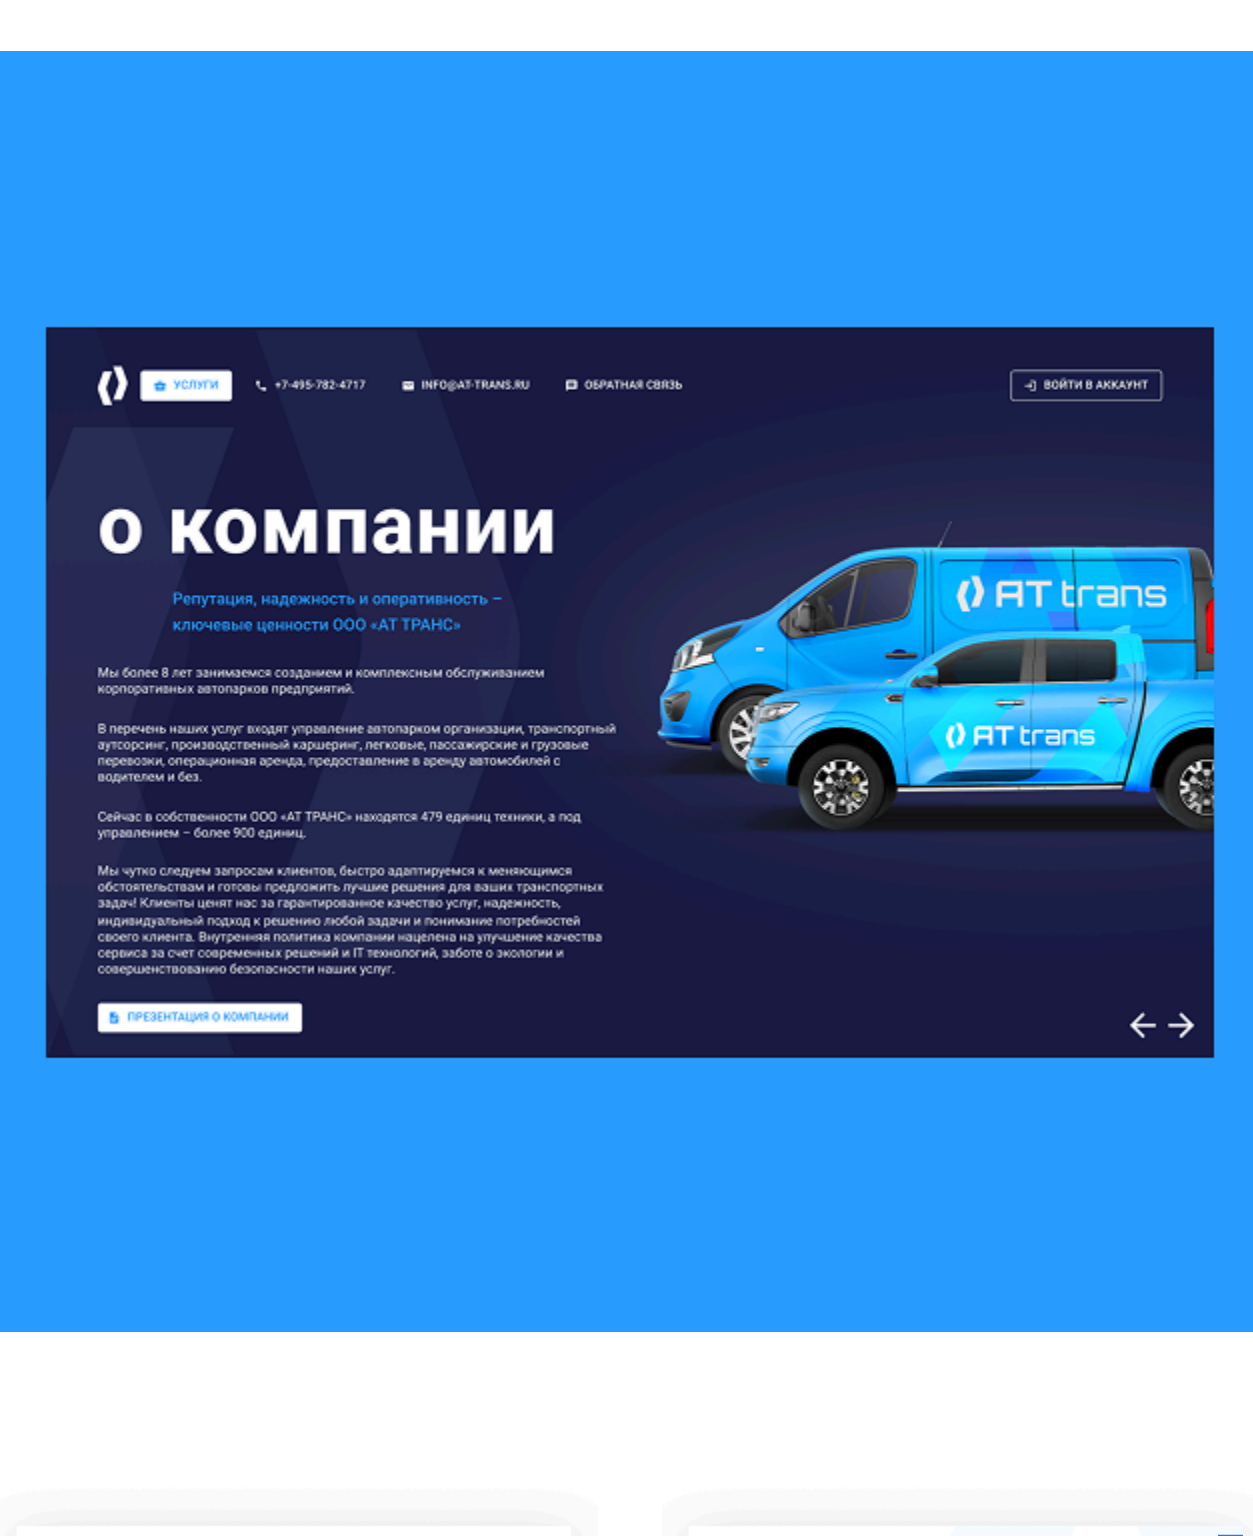 УСЛУГИ
+7-495-782-4717
INFO@AT-TRANS.RU
ОБРАТНАЯ СВЯЗЬ
ВОЙТИ В АККАУНТ
о компании
Репутация, надежность и оперативность –
ключевые ценности ООО «АТ ТРАНС»
AT trans
AT trans
Мы более 8 лет занимаемся созданием и комплексным обслуживанием
корпоративных автопарков предприятий.
В перечень наших услуг входят управление автопарком организации, транспортный
аутсорсинг, производственный каршеринг, легковые, пассажирские и грузовые
перевозки, операционная аренда, предоставление в аренду автомобилей с
водителем и без.
Сейчас в собственности ООО «АТ ТРАНС» находятся 479 единиц техники, а под
управлением – более 900 единиц.
Мы чутко следуем запросам клиентов, быстро адаптируемся к меняющимся
обстоятельствам и готовы предложить лучшие решения для ваших транспортных
задач! Клиенты ценят нас за гарантированное качество услуг, надежность,
индивидуальный подход к решению любой задачи и понимание потребностей
своего клиента. Внутренняя политика компании нацелена на улучшение качества
сервиса за счет современных решений и IT технологий, заботе о экологии и
совершенствованию безопасности наших услуг.
ПРЕЗЕНТАЦИЯ О КОМПАНИИ